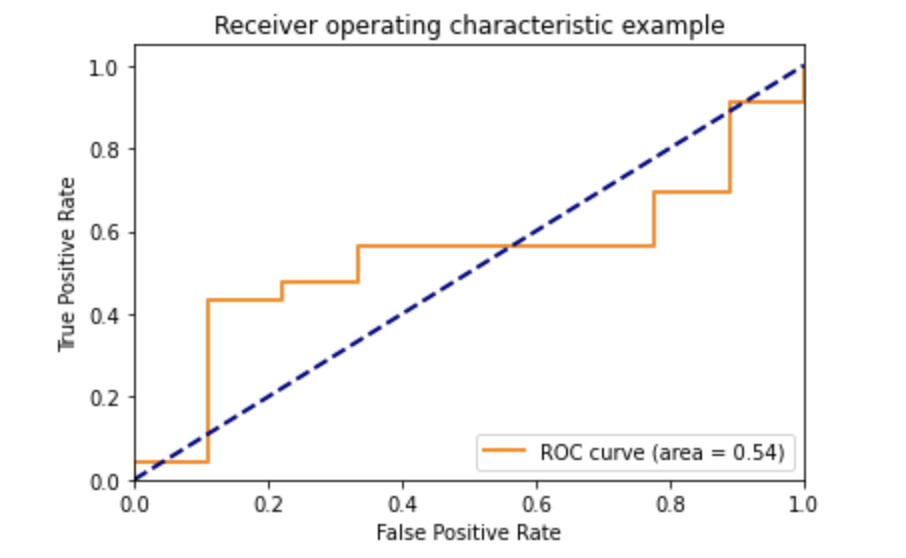 Receiver operating characteristic example
True Positive Rate
1.0
0.8
0.6
0.4
0.2
0.0
ROC curve (area = 0.54)
0.0 0.2 0.4 0.6 0.8 1.0
False Positive Rate